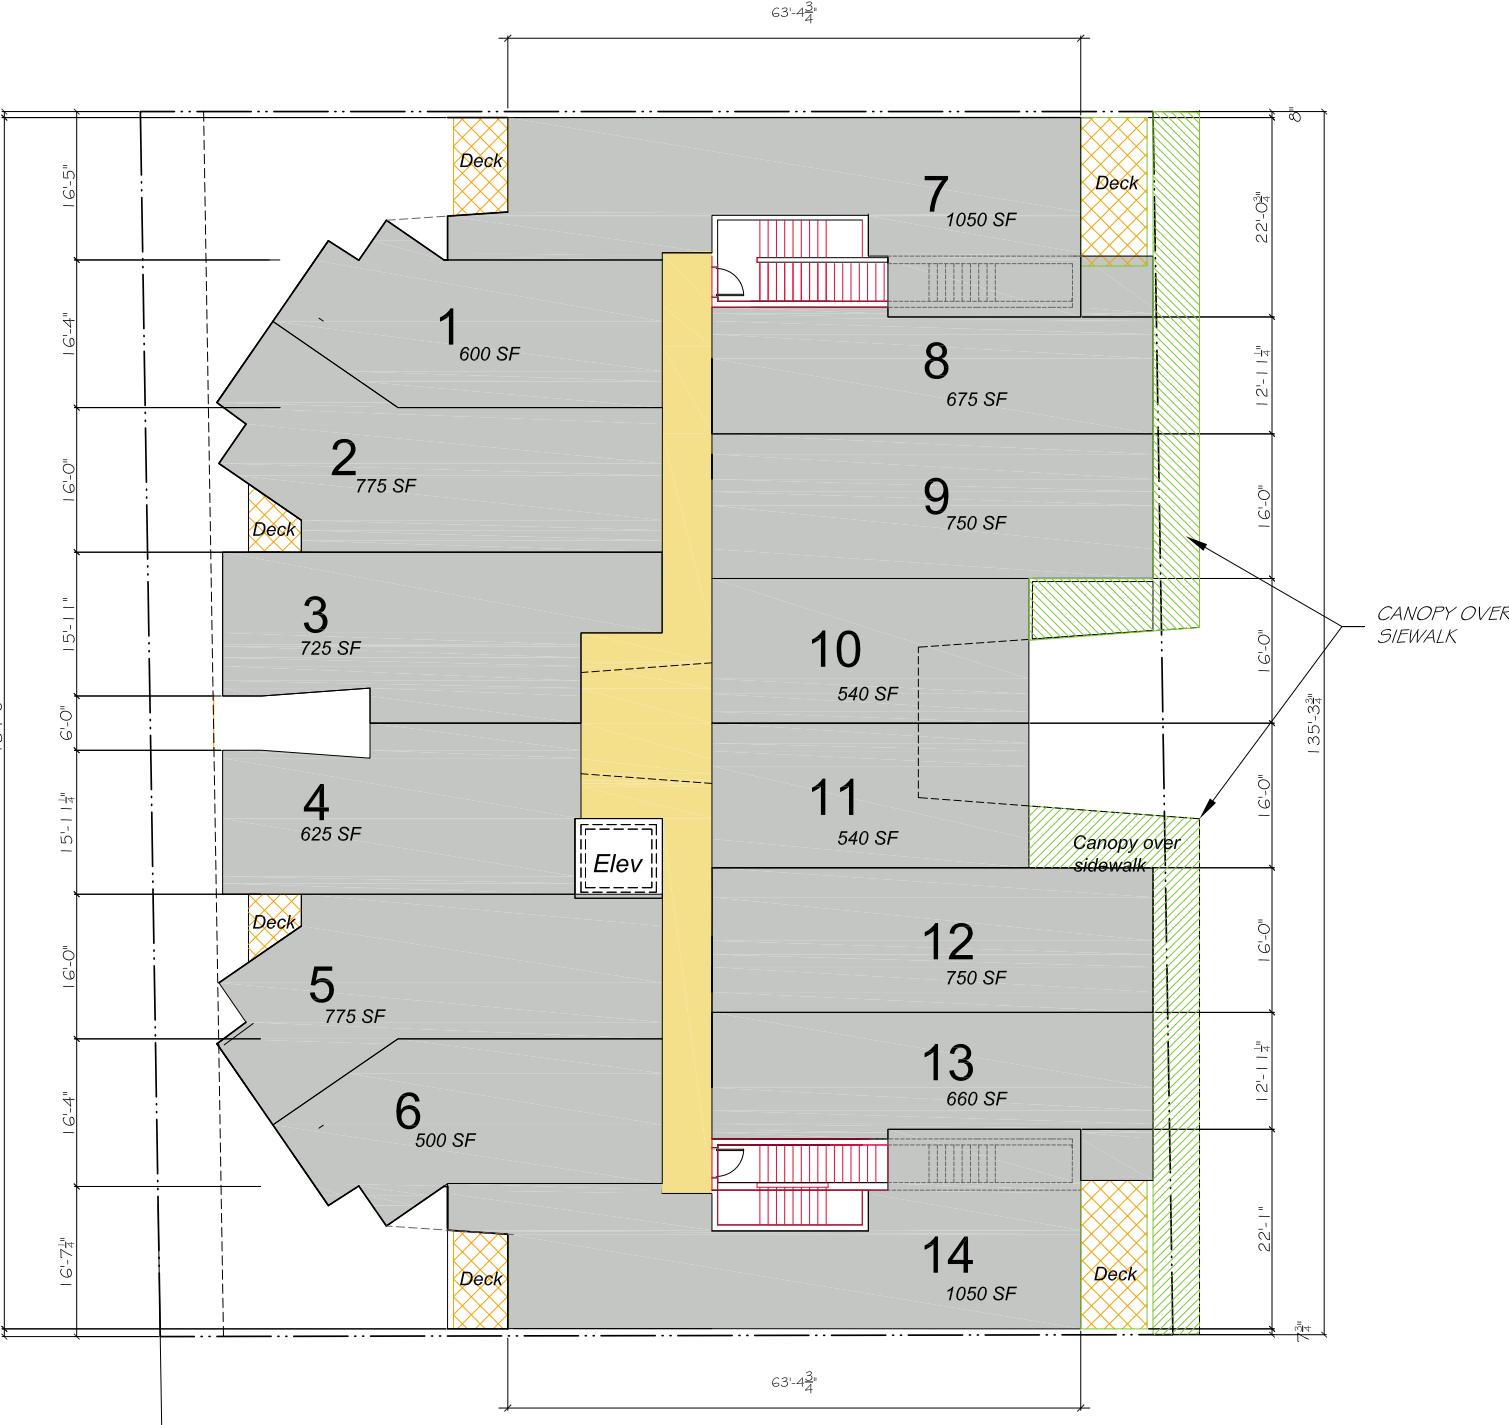 63'-4¾"
8"
Deck
16'-5"
Deck
7
1050 SF
22'-0¾"
1
600 SF
16'-4"
8
675 SF
12'-11¼"
2
775 SF
16'-0"
9
750 SF
16'-0"
Deck
CANOPY OVER
SIEWALK
3
725 SF
15'-11"
10
540 SF
16'-0"
6'-0"
135'-3¾"
4
625 SF
15'-11¼"
11
540 SF
16'-0"
Elev
Canopy over
sidewalk
Deck
16'-0"
12
750 SF
16'-0"
5
775 SF
13
660 SF
12'-11¼"
6
500 SF
16'-4"
14
1050 SF
22'-1"
Deck
Deck
16'-7¼"
7¾"
63'-4¾"